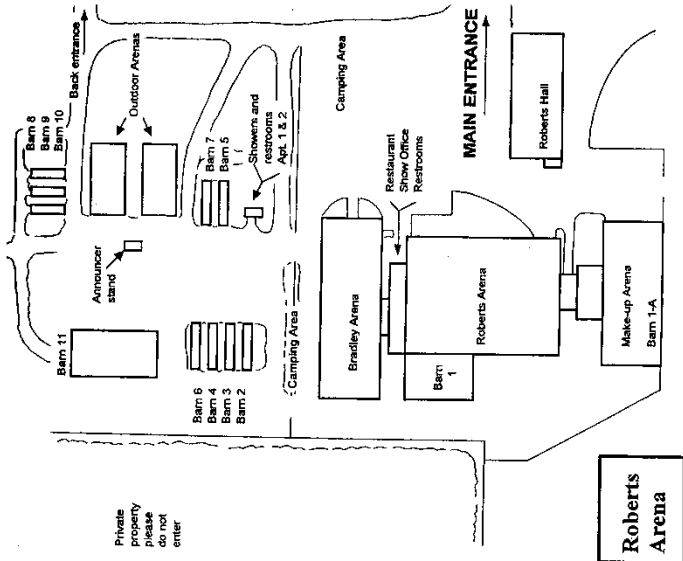 Barn 8
Barn 9
Barn 10
Back entrance
Outdoor Arenas
Barn 7
Barn 5
Showers and
restrooms
Apt. 1 & 2
Announcer
stand
Barn 11
Barn 6
Barn 4
Barn 3
Barn 2
Camping Area
Camping Area
MAIN ENTRANCE
Roberts Hall
Restaurant
Show Office
Restrooms
Bradley Arena
Roberts Arena
Barn
1
Make-up Arena
Barn 1-A
Private
property
please
do not
enter
Roberts
Arena